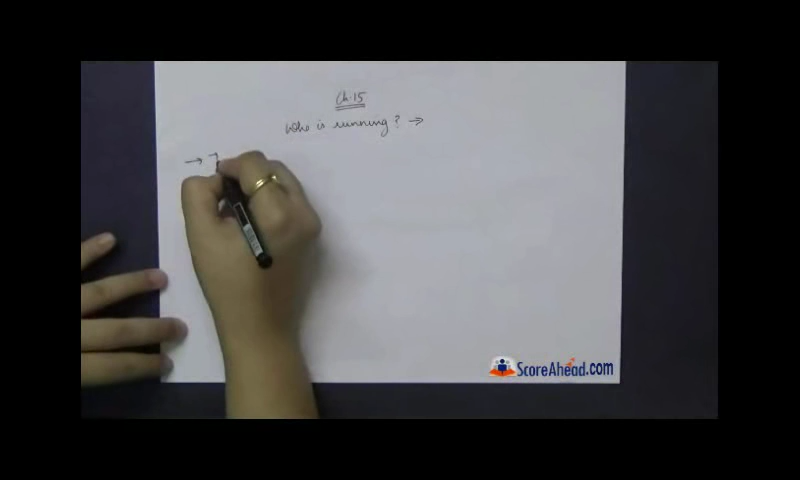 Ch.15
Who is running? →
→
ScoreAhead.com